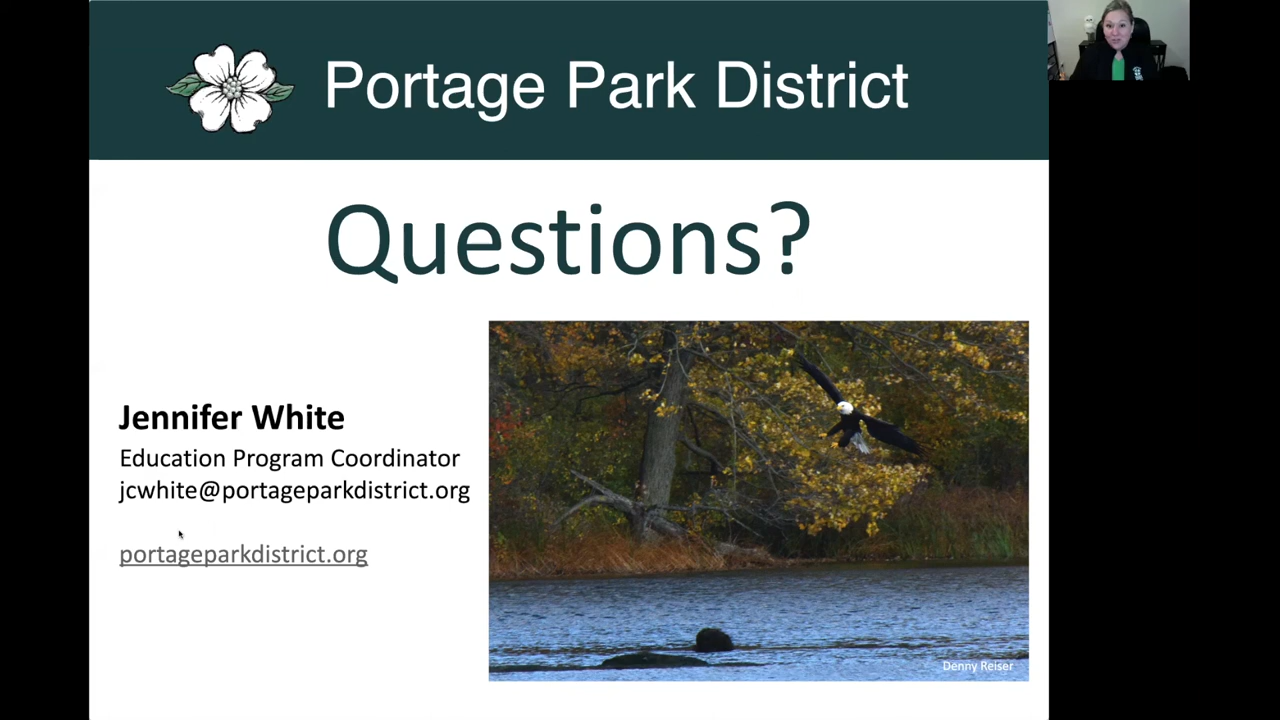 Portage Park District
Questions?
Jennifer White
Education Program Coordinator
jcwhite@portageparkdistrict.org
portageparkdistrict.org
Denny Reiser